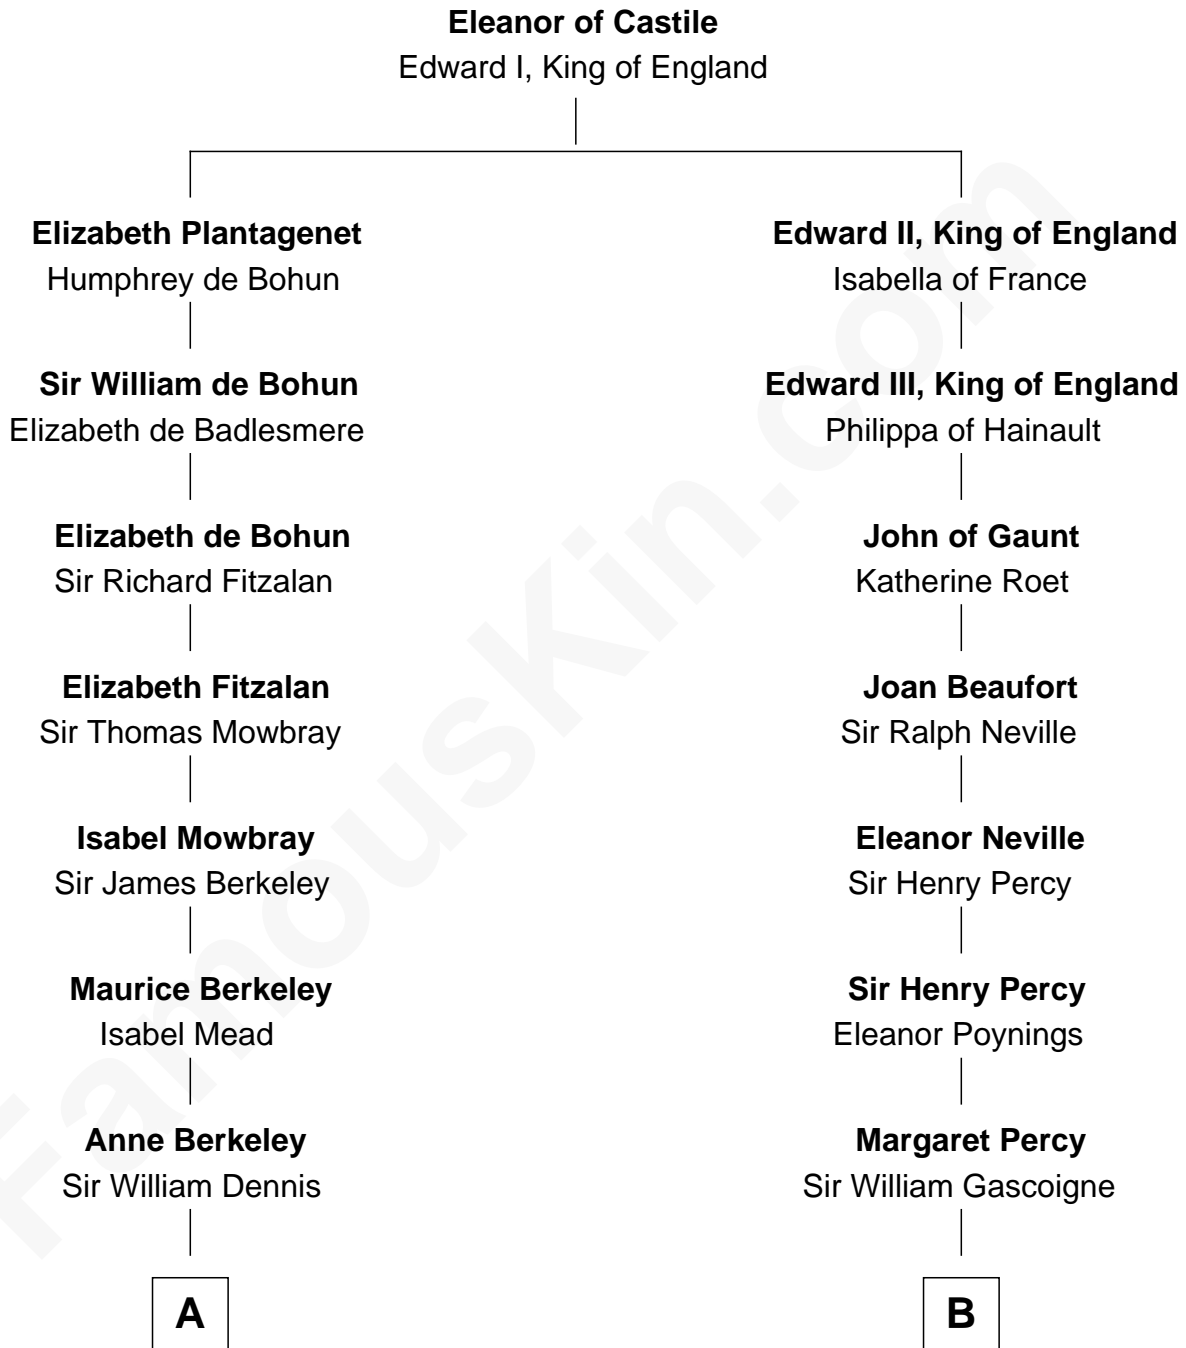 Eleanor of Castile
Edward I, King of England
Elizabeth Plantagenet
Humphrey de Bohun
Edward II, King of England
Isabella of France
Sir William de Bohun
Elizabeth de Badlesmere
Edward III, King of England
Philippa of Hainault
Elizabeth de Bohun
Sir Richard Fitzalan
John of Gaunt
Katherine Roet
Elizabeth Fitzalan
Sir Thomas Mowbray
Joan Beaufort
Sir Ralph Neville
Isabel Mowbray
Sir James Berkeley
Eleanor Neville
Sir Henry Percy
Maurice Berkeley
Isabel Mead
Sir Henry Percy
Eleanor Poynings
Anne Berkeley
Sir William Dennis
Margaret Percy
Sir William Gascoigne
A
B
FamousKin.com